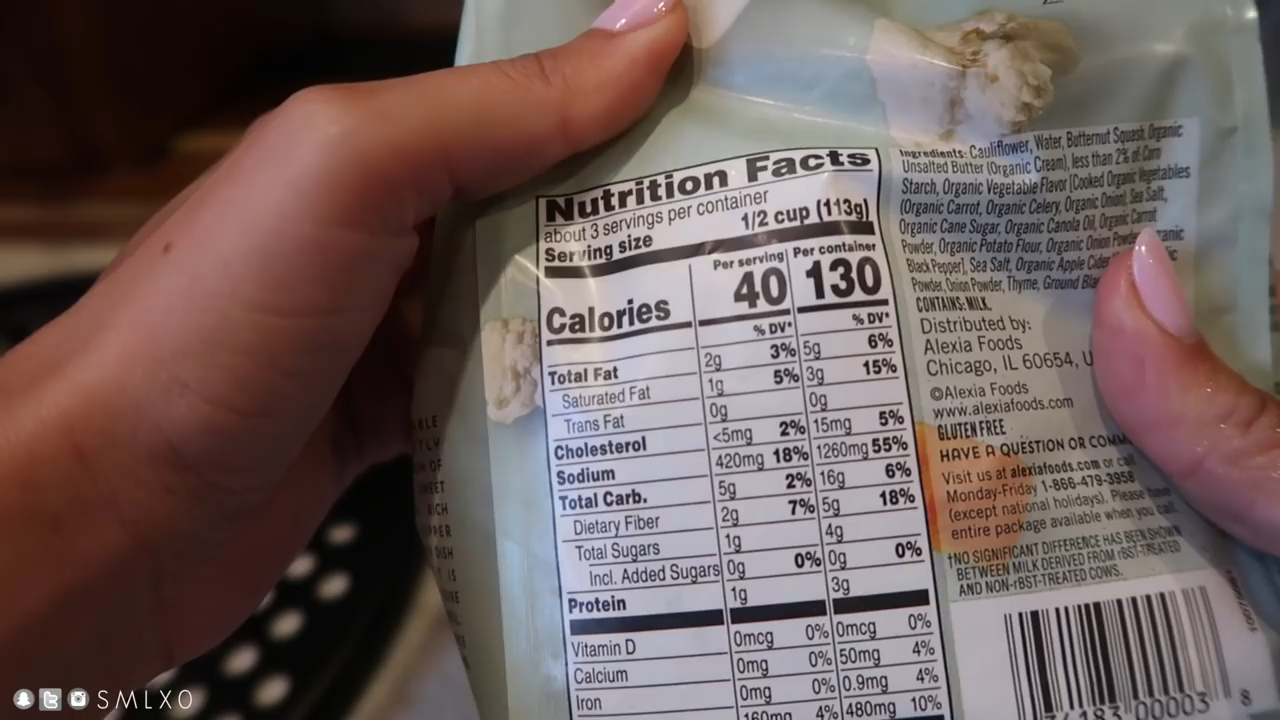 Nutrition Facts
about 3 servings per container
Serving size 1/2 cup (113g)
Per serving Per container
Calories 40 130
% DV* % DV*
Total Fat 2g 3% 5g 6%
Saturated Fat 1g 5% 3g 15%
Trans Fat 0g 0g
Cholesterol <5mg 2% 15mg 5%
Sodium 420mg 18% 1260mg 55%
Total Carb. 5g 2% 16g 6%
Dietary Fiber 2g 7% 5g 18%
Total Sugars 1g 4g
Incl. Added Sugars 0g 0% 0g 0%
Protein 1g 3g
Vitamin D 0mcg 0% 0mcg 0%
Calcium 0mg 0% 50mg 4%
Iron 0mg 0% 0.9mg 4%
160mg 4% 480mg 10%
Ingredients: Cauliflower, Water, Butternut Squash, Organic
Unsalted Butter (Organic Cream), less than 2% of: Corn
Starch, Organic Vegetable Flavor [Cooked Organic Vegetables
(Organic Carrot, Organic Celery, Organic Onion), Sea Salt,
Organic Cane Sugar, Organic Canola Oil, Organic Carrot
Powder, Organic Potato Flour, Organic Onion Powder
Black Pepper], Sea Salt, Organic Apple Cider
Powder, Onion Powder, Thyme, Ground
CONTAINS: MILK.
Distributed by:
Alexia Foods
Chicago, IL 60654,
©Alexia Foods
www.alexiafoods.com
GLUTEN FREE
HAVE A QUESTION OR
Visit us at alexiafoods.com or call
Monday-Friday 1-866-479-3958
(except national holidays). Please have
entire package available when you call.
†NO SIGNIFICANT DIFFERENCE HAS BEEN SHOWN
BETWEEN MILK DERIVED FROM rBST-TREATED
AND NON-rBST-TREATED COWS.
00003 8
SMLXO